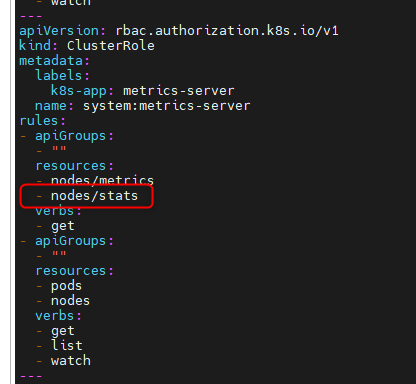 - watch
---
apiVersion: rbac.authorization.k8s.io/v1
kind: ClusterRole
metadata:
  labels:
    k8s-app: metrics-server
  name: system:metrics-server
rules:
- apiGroups:
  - ""
  resources:
  - nodes/metrics
  - nodes/stats
  verbs:
  - get
- apiGroups:
  - ""
  resources:
  - pods
  - nodes
  verbs:
  - get
  - list
  - watch
---